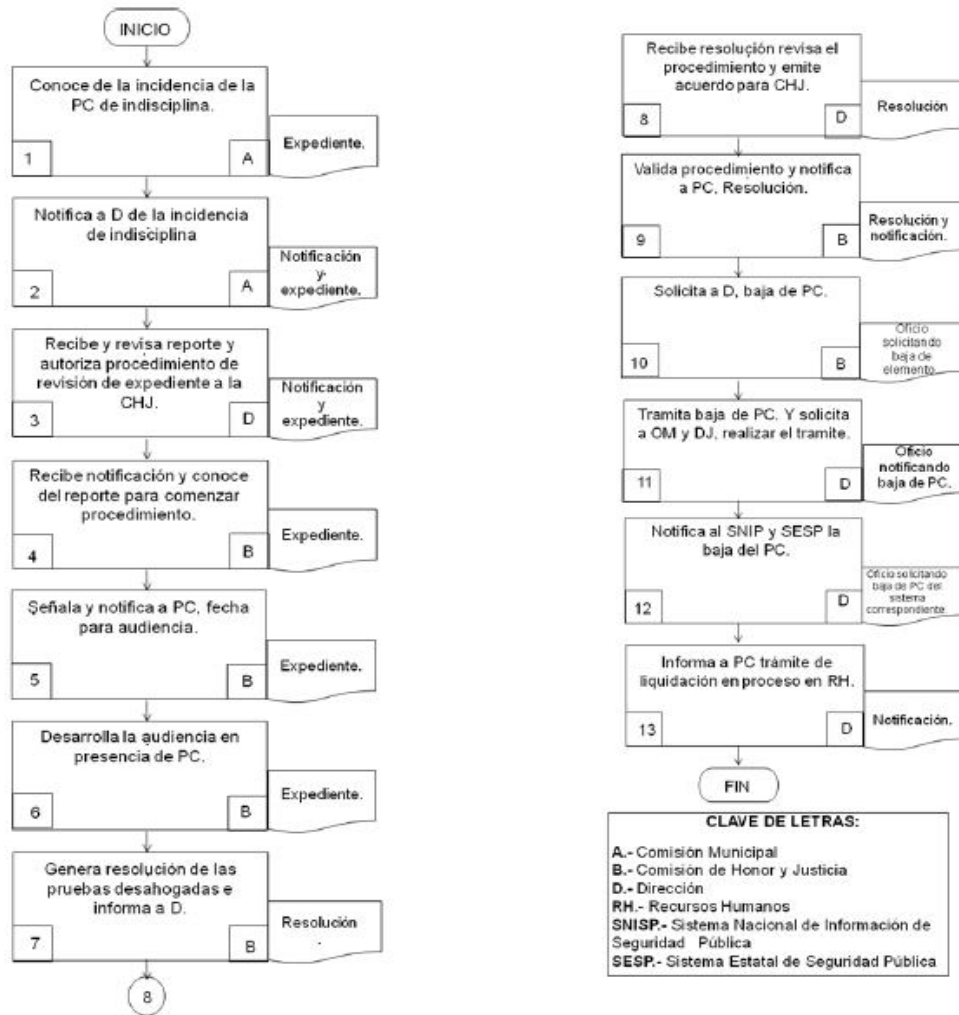 INICIO
Conoce de la incidencia de la
PC de indisciplina.
1
A
Expediente.
Notifica a D de la incidencia
de indisciplina
2
A
Notificación
y
expediente.
Recibe y revisa reporte y
autoriza procedimiento de
revisión de expediente a la
CHJ.
3
D
Notificación
y
expediente.
Recibe notificación y conoce
del reporte para comenzar
procedimiento.
4
B
Expediente.
Señala y notifica a PC, fecha
para audiencia.
5
B
Expediente.
Desarrolla la audiencia en
presencia de PC.
6
B
Expediente.
Genera resolución de las
pruebas desahogadas e
informa a D.
7
B
Resolución
.
8
Recibe resolución revisa el
procedimiento y emite
acuerdo para CHJ.
8
D
Resolución
Valida procedimiento y notifica
a PC, Resolución.
9
B
Resolución y
notificación.
Solicita a D, baja de PC.
10
B
Oficio
solicitando
baja de
elemento.
Tramita baja de PC. Y solicita
a OM y DJ, realizar el tramite.
11
D
Oficio
notificando
baja de PC.
Notifica al SNIP y SESP la
baja del PC.
12
D
Oficio solicitando
baja de PC del
sistema
correspondiente.
Informa a PC trámite de
liquidación en proceso en RH.
13
D
Notificación.
FIN
CLAVE DE LETRAS:
A.- Comisión Municipal
B.- Comisión de Honor y Justicia
D.- Dirección
RH.- Recursos Humanos
SNISP.- Sistema Nacional de Información de
Seguridad Pública
SESP.- Sistema Estatal de Seguridad Pública